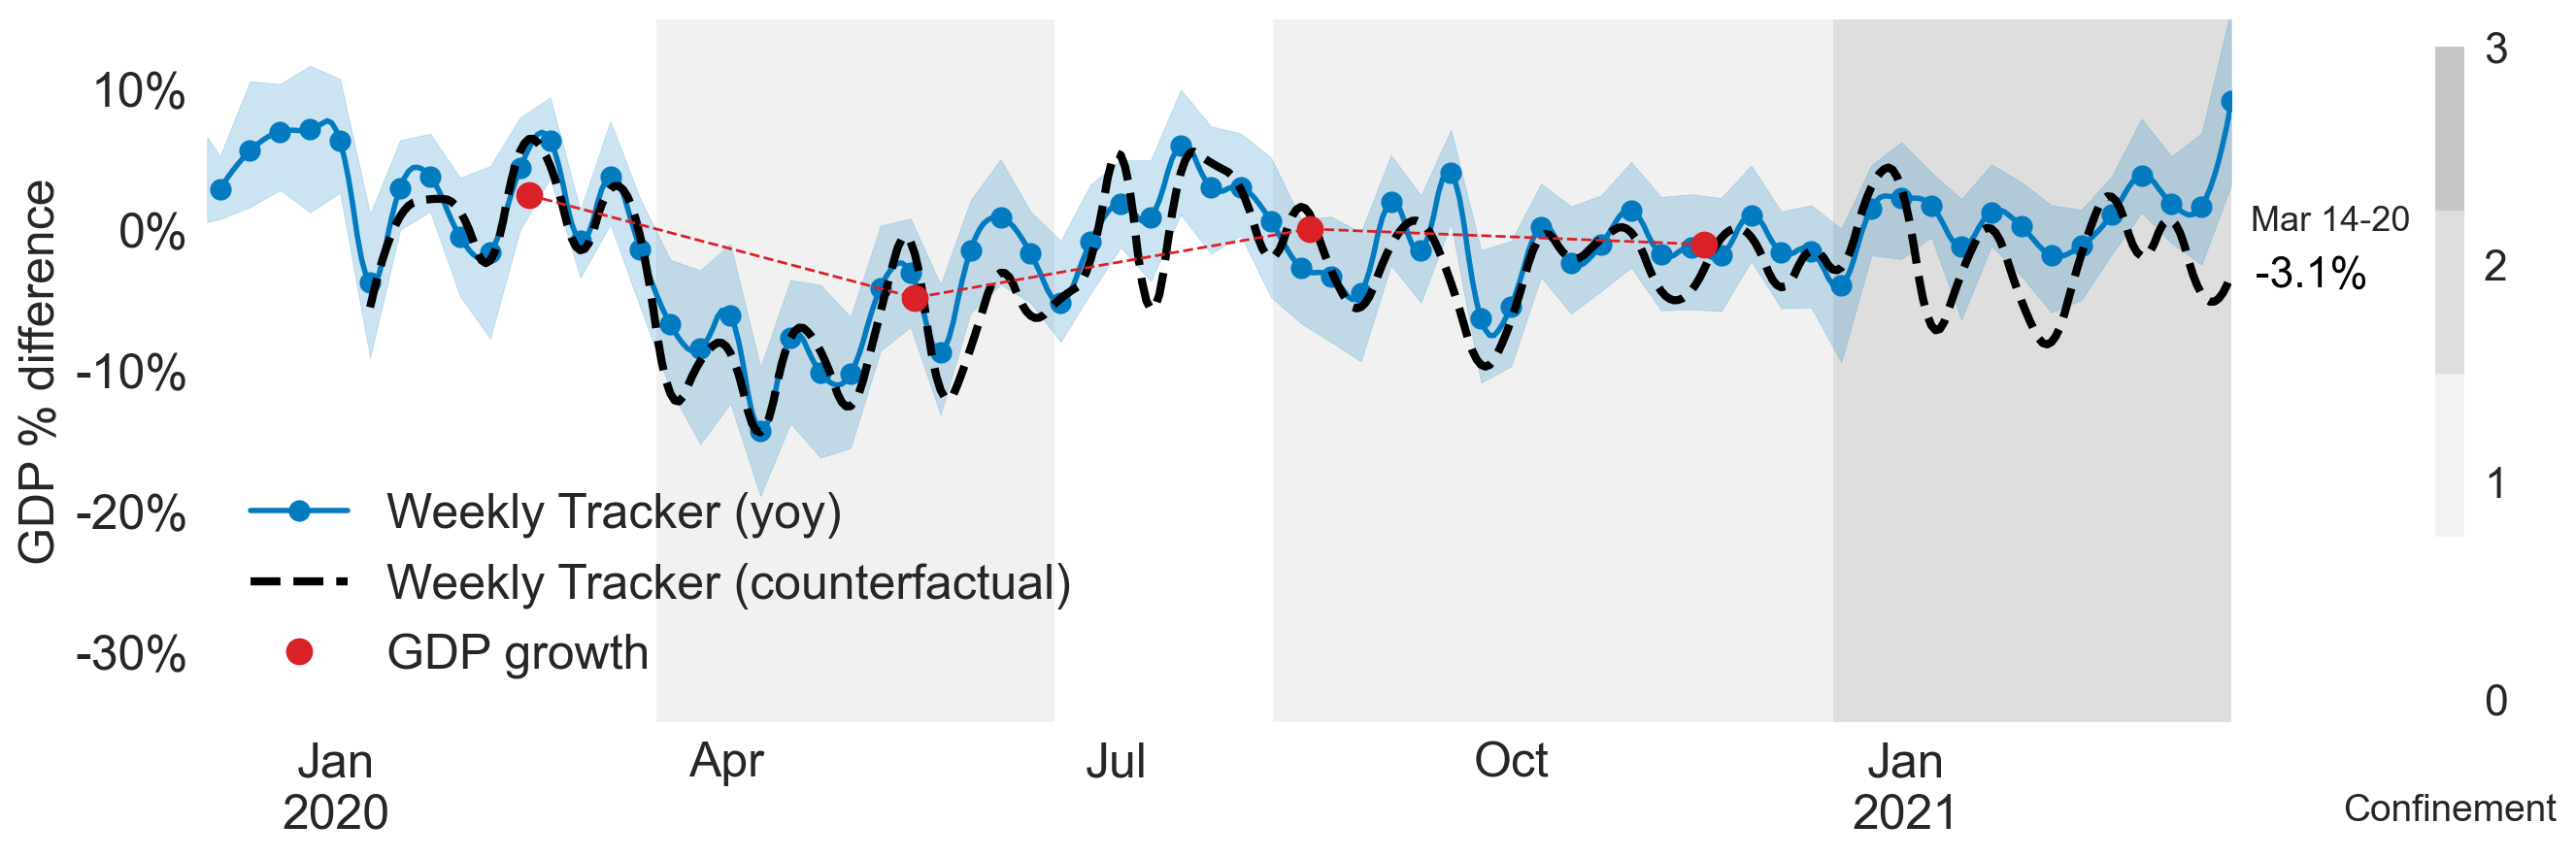 GDP % difference
10%
0%
-10%
-20%
-30%
Weekly Tracker (yoy)
Weekly Tracker (counterfactual)
GDP growth
Jan
2020
Apr
Jul
Oct
Jan
2021
Mar 14-20
-3.1%
3
2
1
0
Confinement